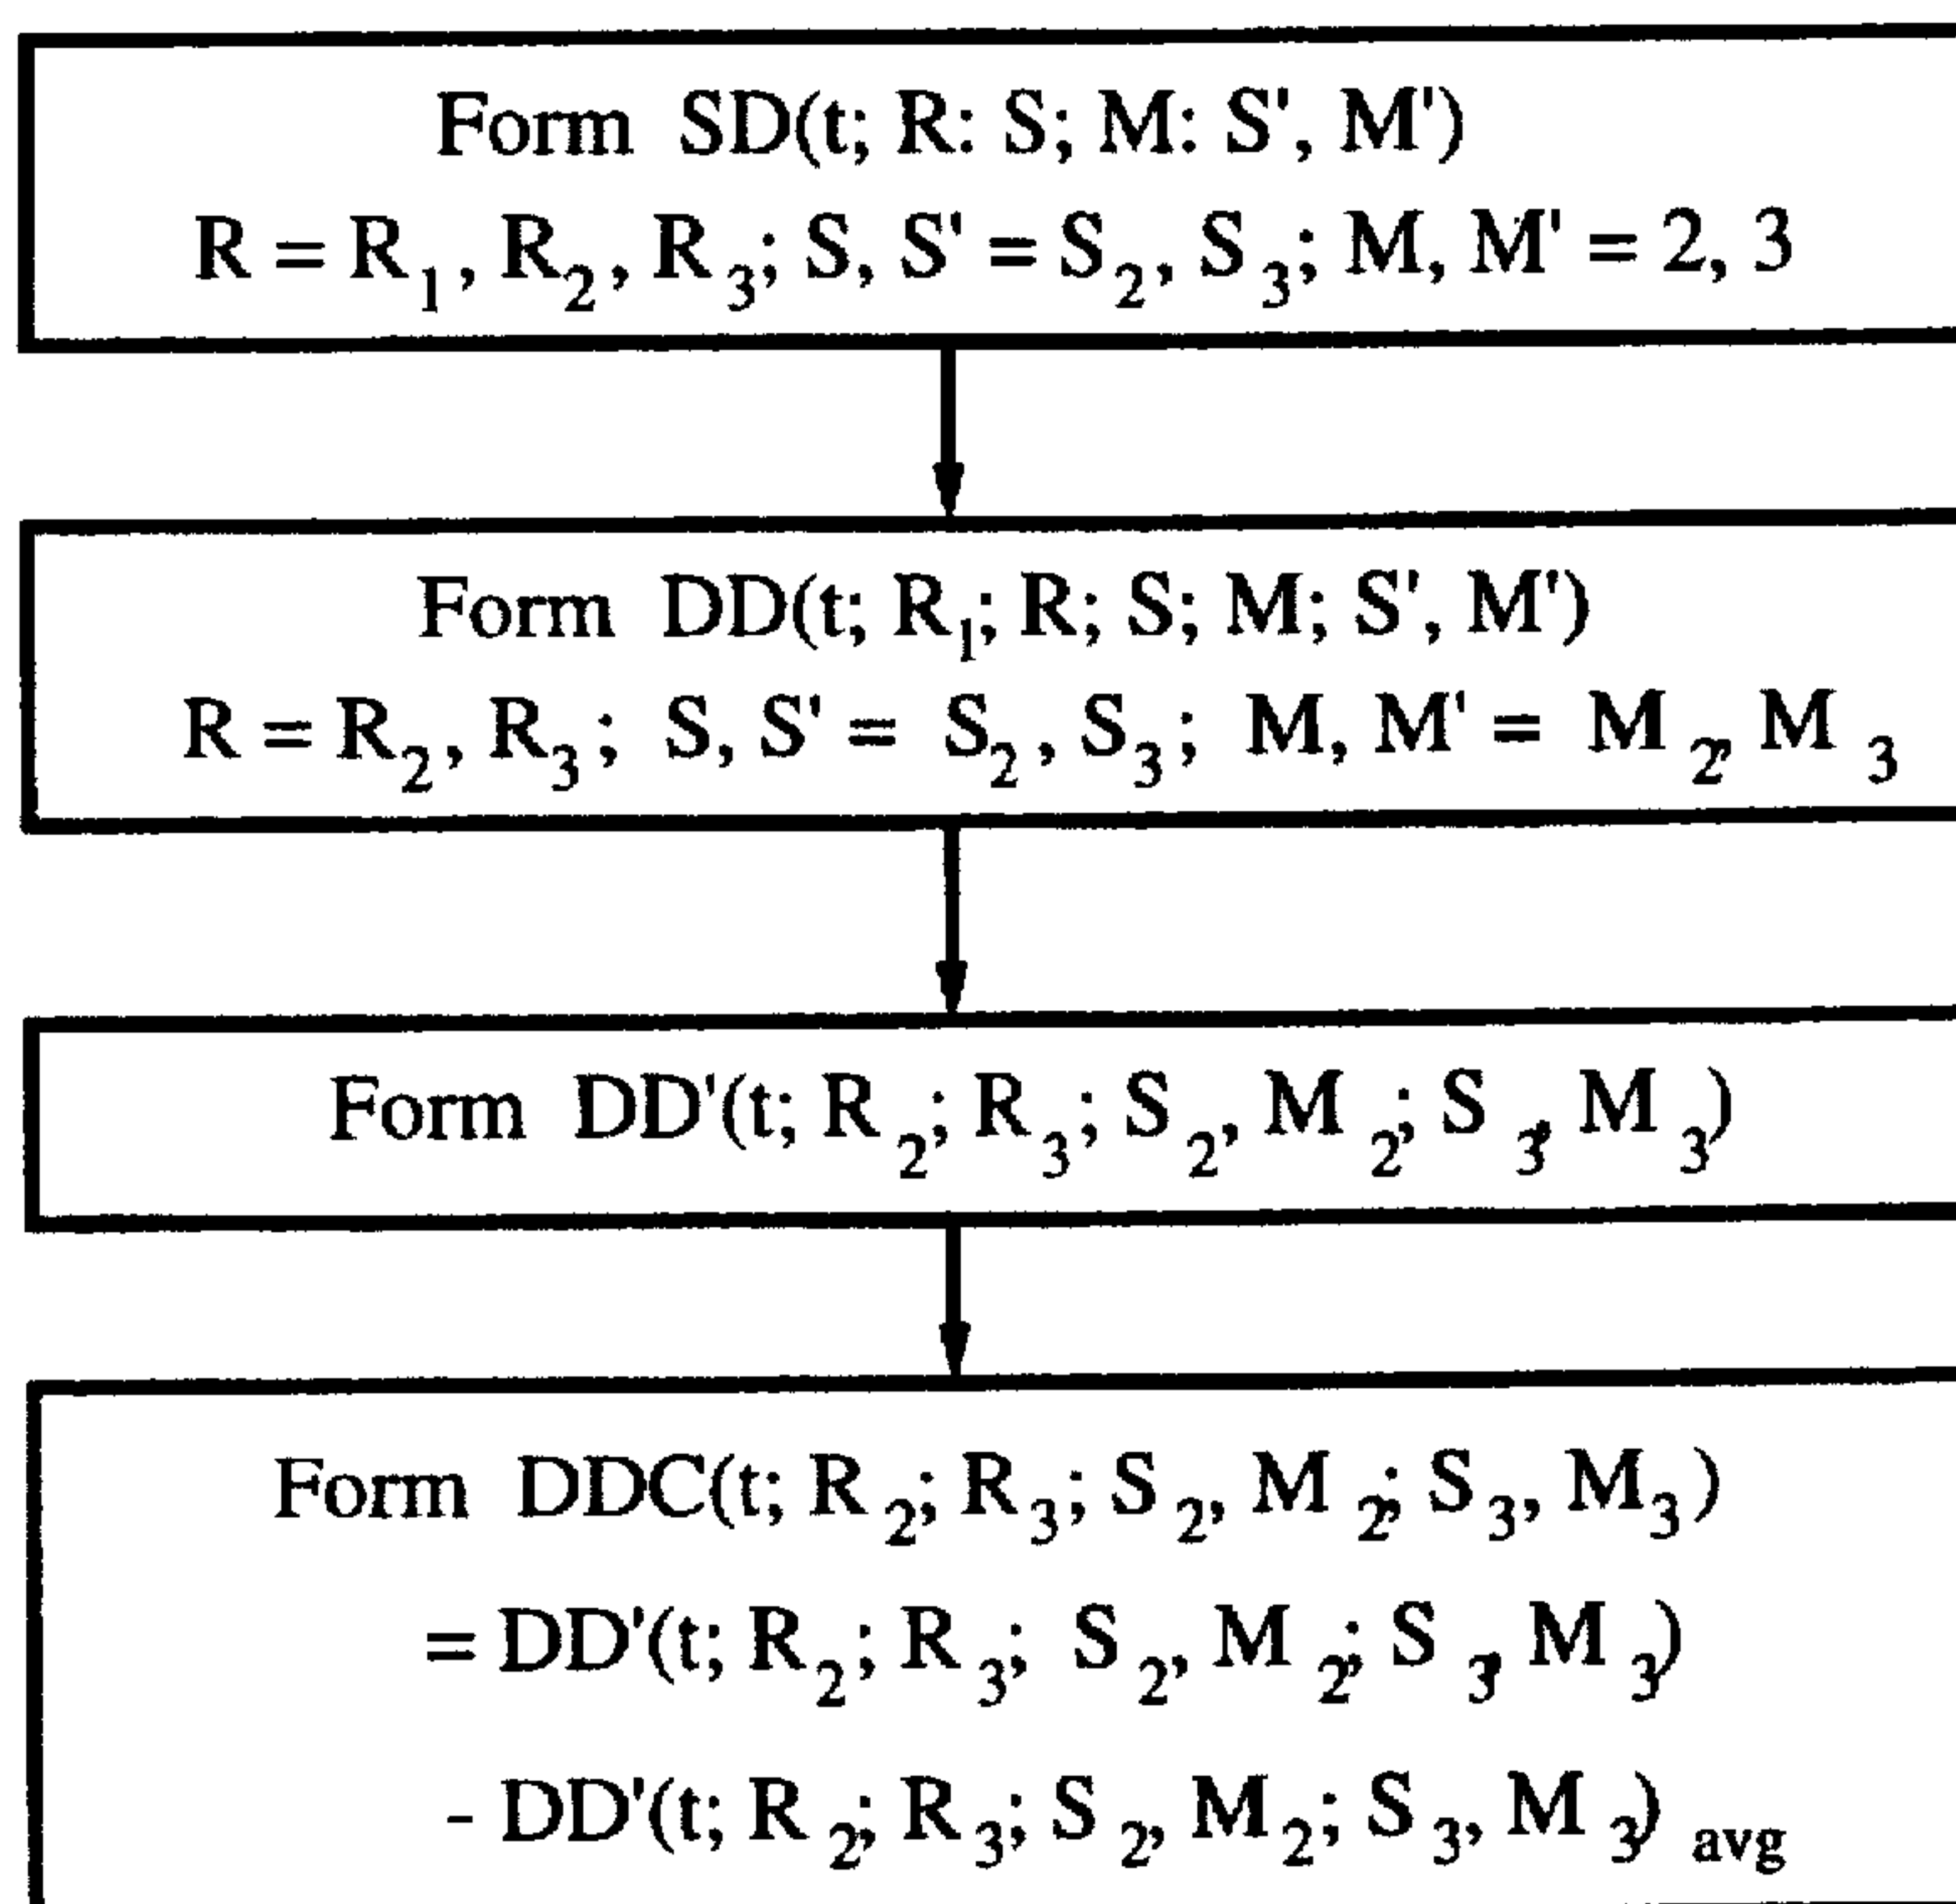 Form SD(t; R: S; M: S', M')
R = R₁, R₂, R₃; S, S' = S₂, S₃; M, M' = 2, 3
Form DD(t; R₁; R; S; M; S', M')
R = R₂, R₃; S, S' = S₂, S₃; M, M' = M₂, M₃
Form DD'(t; R₂; R₃; S₂, M₂; S₃, M₃)
Form DDC(t; R₂; R₃; S₂, M₂; S₃, M₃)
= DD'(t; R₂; R₃; S₂, M₂; S₃, M₃)
- DD'(t; R₂; R₃; S₂, M₂; S₃, M₃) avg